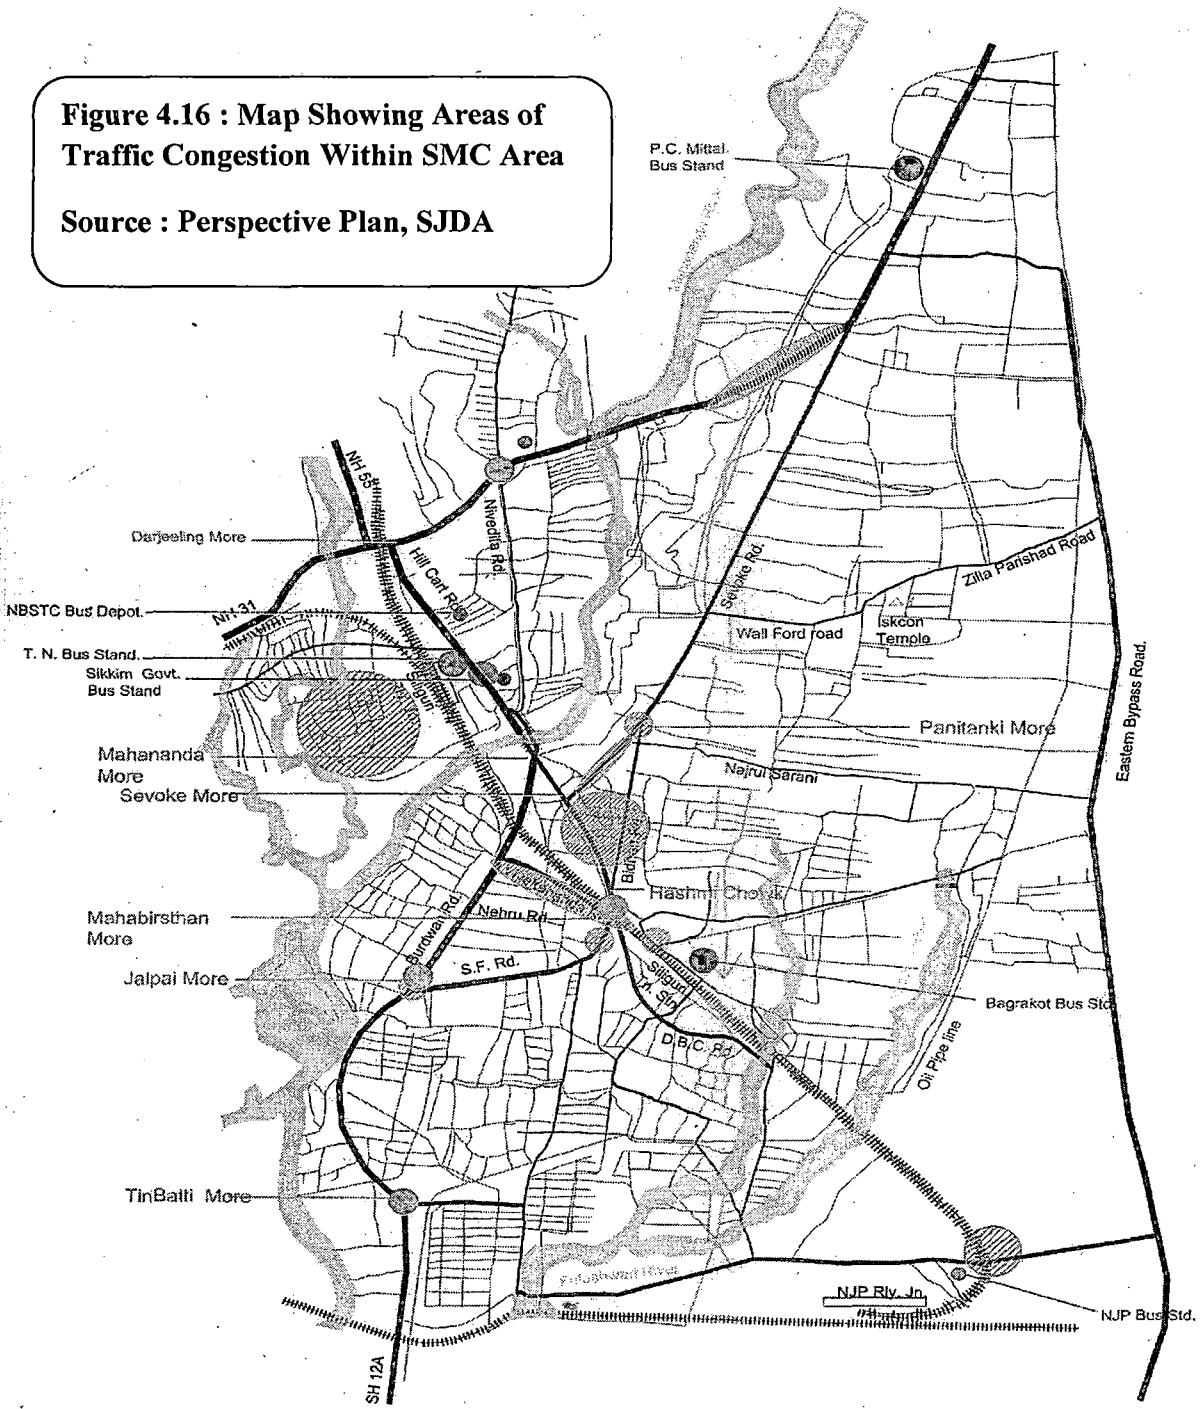 Figure 4.16 : Map Showing Areas of
Traffic Congestion Within SMC Area
Source : Perspective Plan, SJDA
P.C. Mittal
Bus Stand
NH 55
Darjeeling More
Hill Cart Rd.
Nivedita Rd.
Sevoke Rd.
Zilla Parishad Road
NBSTC Bus Depot.
NH 31
Iskcon
Temple
Wall Ford road
T. N. Bus Stand.
Sikkim Govt.
Bus Stand
Siliguri
Eastern Bypass Road.
Panitanki More
Mahananda
More
Sevoke More
Najrul Sarani
Hashmi Chowk
Mahabirsthan
More
Nehru Rd.
Burdwan Rd.
S.F. Rd.
Jalpai More
Siliguri
Tn. Stn.
Bagrakot Bus Std.
D.B.C. Rd.
Oil Pipe line
TinBatti More
NJP Rly. Jn.
NJP Bus Std.
SH 12A